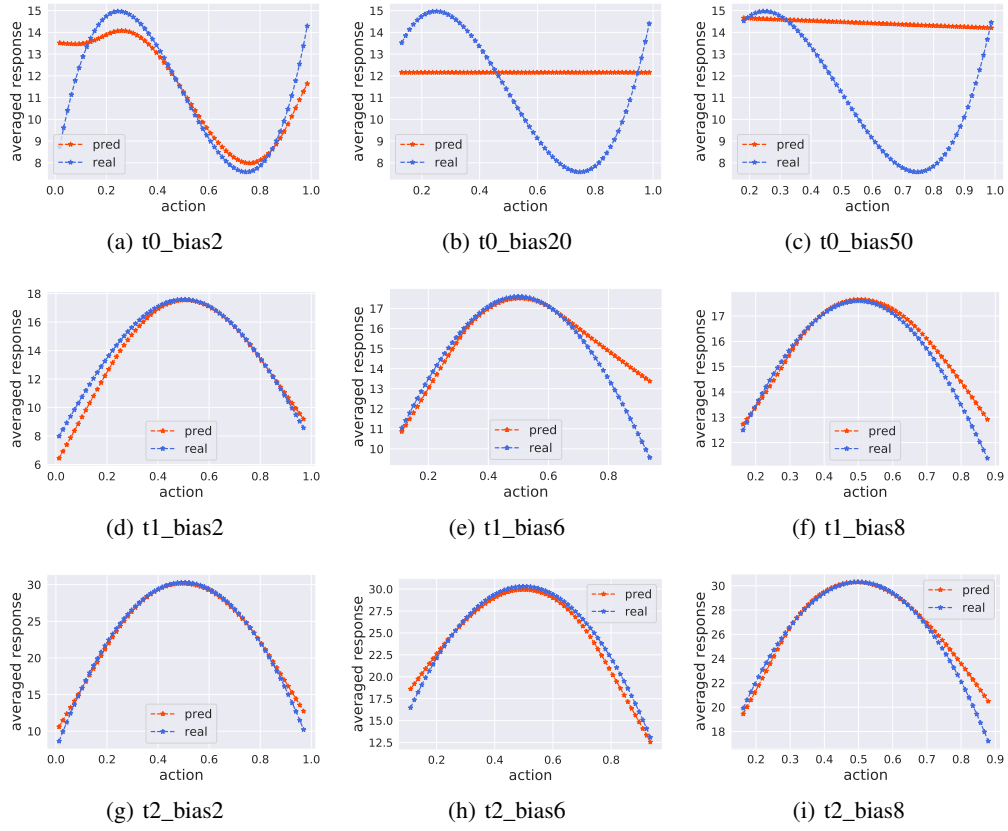 15
14
13
12
11
10
9
8
averaged response
pred
real
0.0 0.2 0.4 0.6 0.8 1.0
action
(a) t0_bias2
15
14
13
12
11
10
9
8
averaged response
pred
real
0.2 0.4 0.6 0.8 1.0
action
(b) t0_bias20
15
14
13
12
11
10
9
8
averaged response
pred
real
0.2 0.3 0.4 0.5 0.6 0.7 0.8 0.9 1.0
action
(c) t0_bias50
18
16
14
12
10
8
6
averaged response
pred
real
0.0 0.2 0.4 0.6 0.8 1.0
action
(d) t1_bias2
17
16
15
14
13
12
11
10
averaged response
pred
real
0.2 0.4 0.6 0.8
action
(e) t1_bias6
17
16
15
14
13
12
averaged response
pred
real
0.2 0.3 0.4 0.5 0.6 0.7 0.8 0.9
action
(f) t1_bias8
30
25
20
15
10
averaged response
pred
real
0.0 0.2 0.4 0.6 0.8 1.0
action
(g) t2_bias2
30.0
27.5
25.0
22.5
20.0
17.5
15.0
12.5
averaged response
pred
real
0.2 0.4 0.6 0.8
action
(h) t2_bias6
30
28
26
24
22
20
18
averaged response
pred
real
0.2 0.3 0.4 0.5 0.6 0.7 0.8 0.9
action
(i) t2_bias8